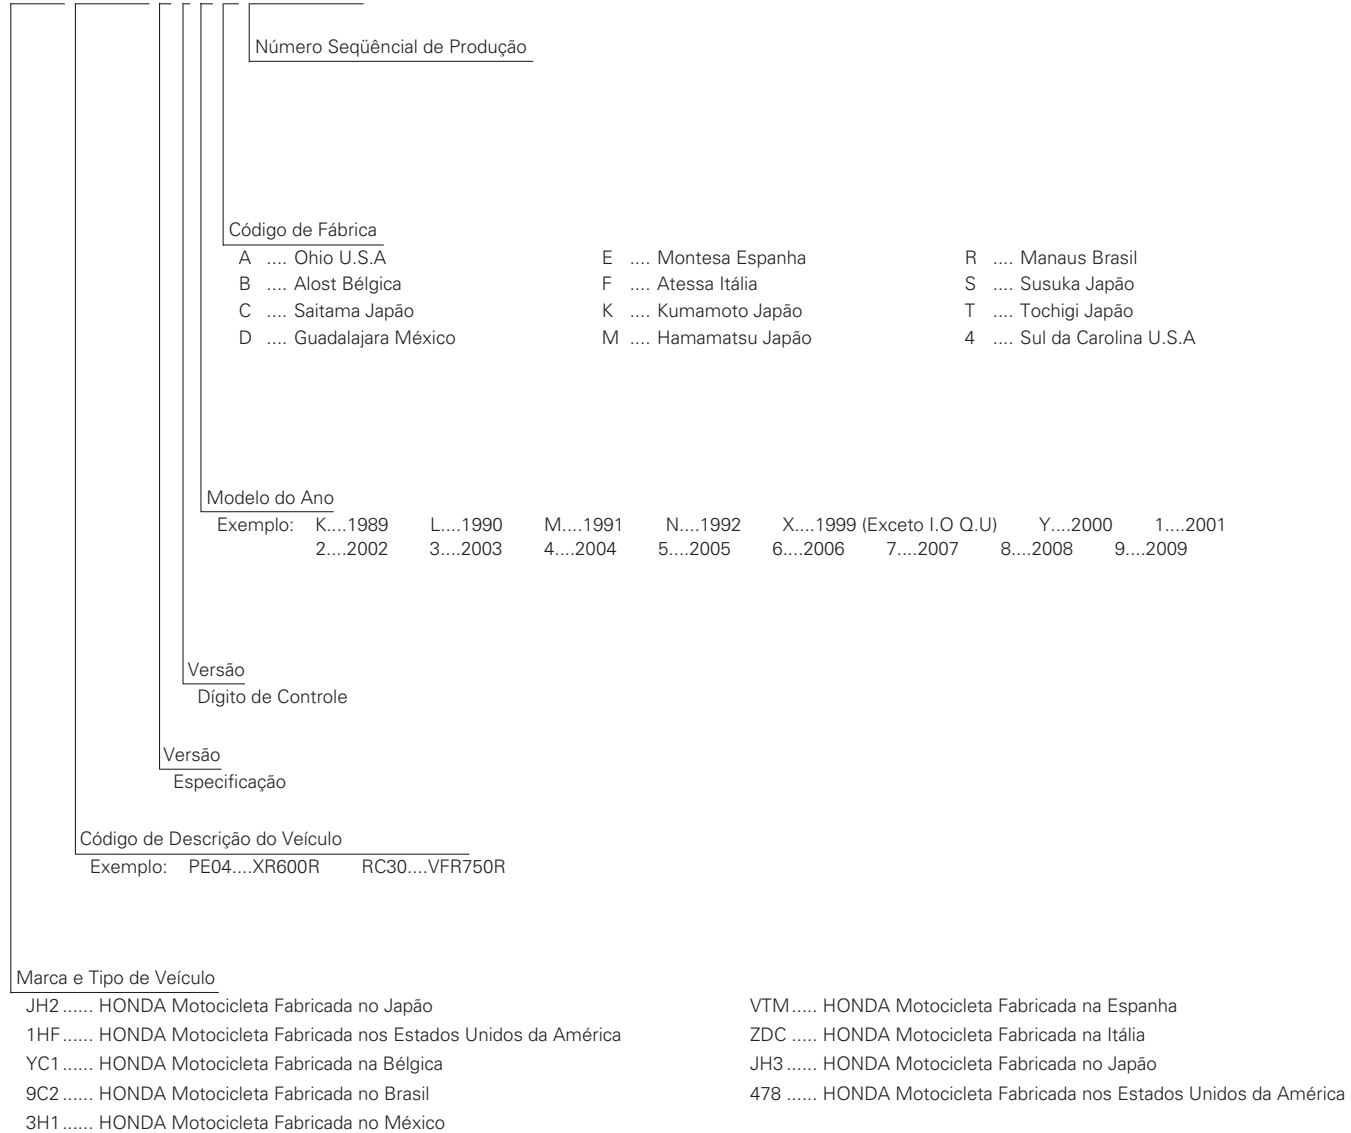 Número Seqüêncial de Produção
Código de Fábrica
A .... Ohio U.S.A E .... Montesa Espanha R .... Manaus Brasil
B .... Alost Bélgica F .... Atessa Itália S .... Susuka Japão
C .... Saitama Japão K .... Kumamoto Japão T .... Tochigi Japão
D .... Guadalajara México M .... Hamamatsu Japão 4 .... Sul da Carolina U.S.A
Modelo do Ano
Exemplo: K....1989 L....1990 M....1991 N....1992 X....1999 (Exceto I.O Q.U) Y....2000 1....2001
2....2002 3....2003 4....2004 5....2005 6....2006 7....2007 8....2008 9....2009
Versão
Dígito de Controle
Versão
Especificação
Código de Descrição do Veículo
Exemplo: PE04....XR600R RC30....VFR750R
Marca e Tipo de Veículo
JH2 ...... HONDA Motocicleta Fabricada no Japão VTM ..... HONDA Motocicleta Fabricada na Espanha
1HF ...... HONDA Motocicleta Fabricada nos Estados Unidos da América ZDC ..... HONDA Motocicleta Fabricada na Itália
YC1 ...... HONDA Motocicleta Fabricada na Bélgica JH3 ...... HONDA Motocicleta Fabricada no Japão
9C2 ...... HONDA Motocicleta Fabricada no Brasil 478 ...... HONDA Motocicleta Fabricada nos Estados Unidos da América
3H1 ...... HONDA Motocicleta Fabricada no México